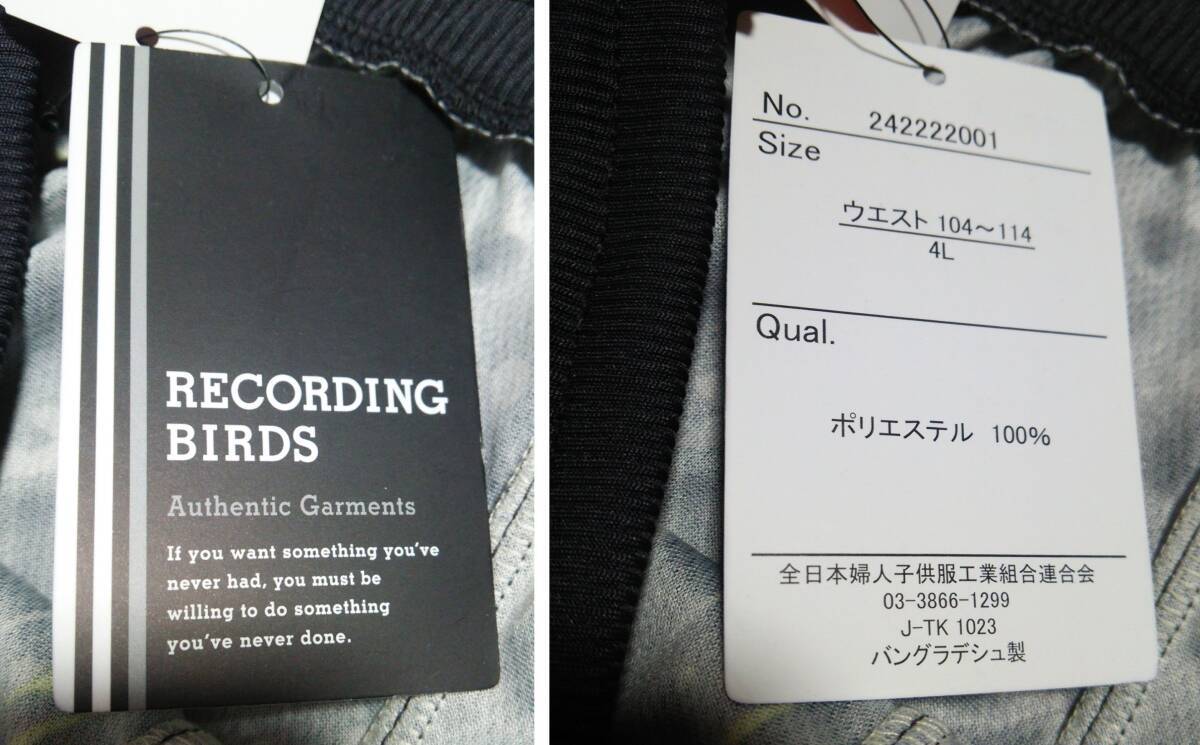 RECORDING
BIRDS
Authentic Garments
If you want something you've
never had, you must be
willing to do something
you've never done.
No. 242222001
Size
ウエスト 104～114
4L
Qual.
ポリエステル 100%
全日本婦人子供服工業組合連合会
03-3866-1299
J-TK 1023
バングラデシュ製